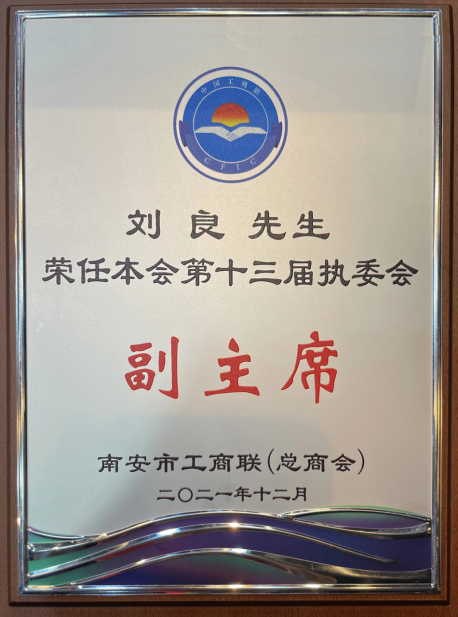 中国工商联
CFIC
刘良 先生
荣任本会第十三届执委会
副主席
南安市工商联(总商会)
二〇二一年十二月